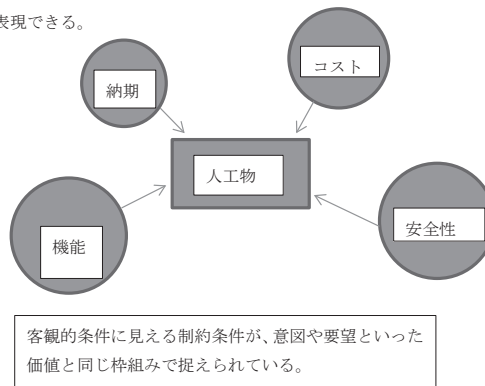 表現できる。
納期
コスト
人工物
機能
安全性
客観的条件に見える制約条件が、意図や要望といった
価値と同じ枠組みで捉えられている。